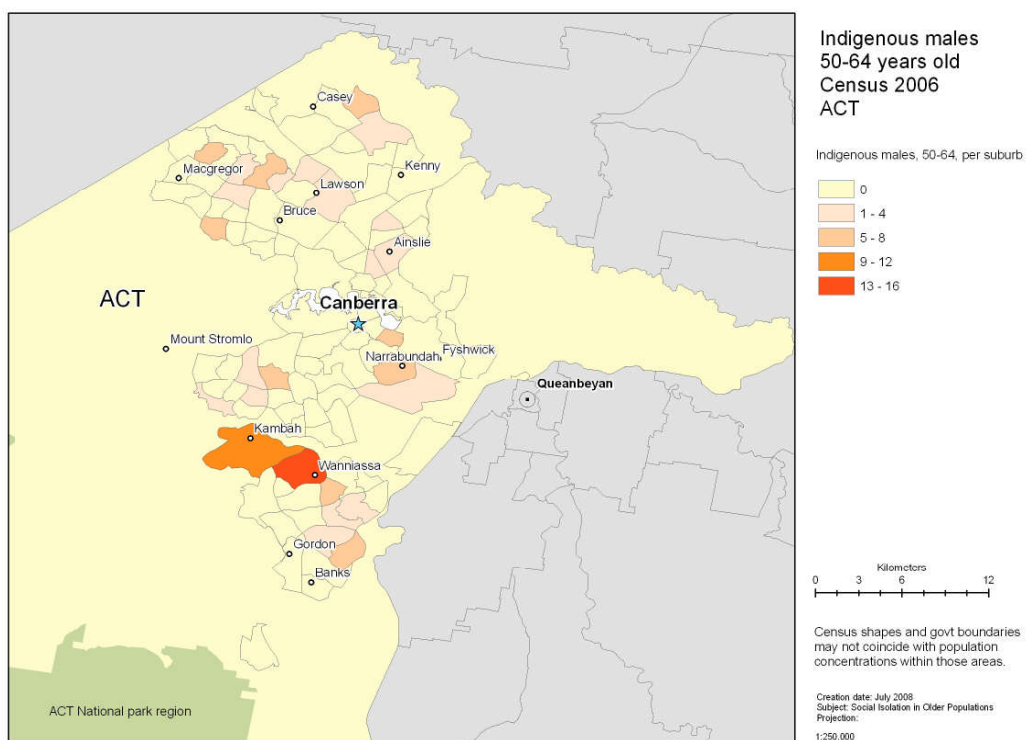 Indigenous males
50-64 years old
Census 2006
ACT
Indigenous males, 50-64, per suburb
0
1 - 4
5 - 8
9 - 12
13 - 16
Casey
Macgregor
Kenny
Lawson
Bruce
Ainslie
ACT
Canberra
Mount Stromlo
Narrabundah
Fyshwick
Queanbeyan
Kambah
Wanniassa
Gordon
Banks
ACT National park region
Kilometers
0 3 6 12
Census shapes and govt boundaries
may not coincide with population
concentrations within those areas.
Creation date: July 2008
Subject: Social Isolation in Older Populations
Projection:
1:250,000